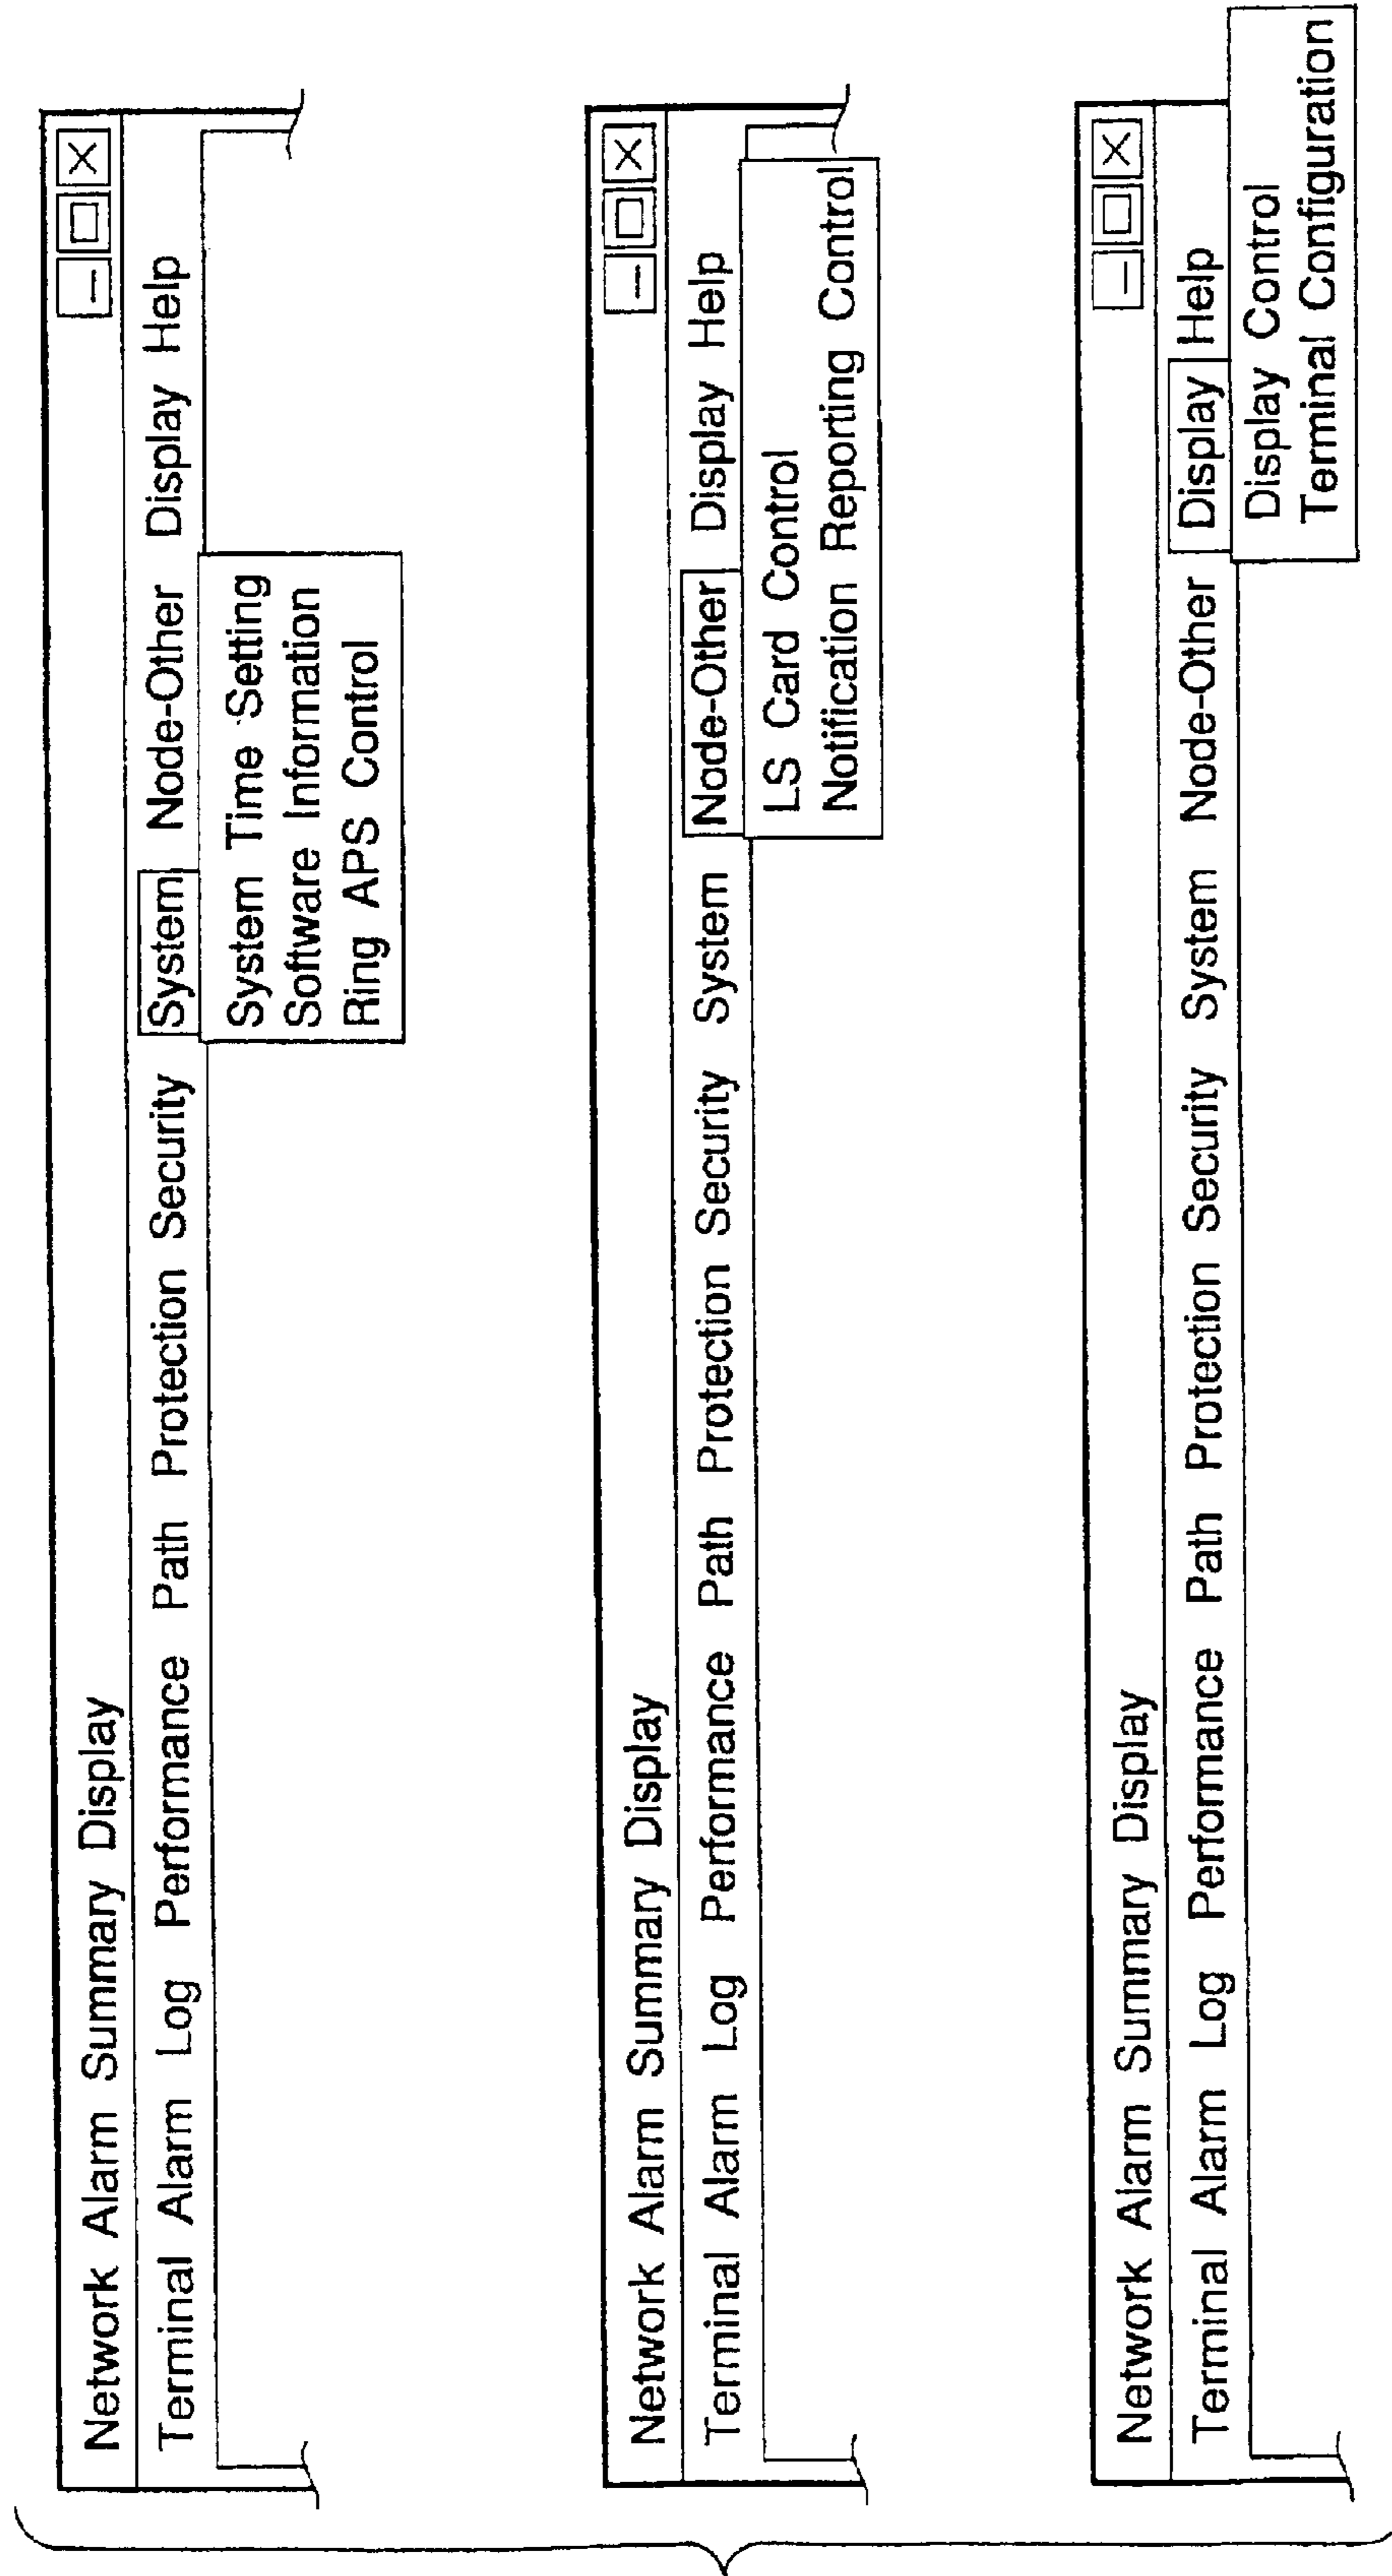 Network Alarm Summary Display
Terminal Alarm Log Performance Path Protection Security System Node-Other Display Help
System Time Setting
Software Information
Ring APS Control
Network Alarm Summary Display
Terminal Alarm Log Performance Path Protection Security System Node-Other Display Help
LS Card Control
Notification Reporting Control
Network Alarm Summary Display
Terminal Alarm Log Performance Path Protection Security System Node-Other Display Help
Display Control
Terminal Configuration